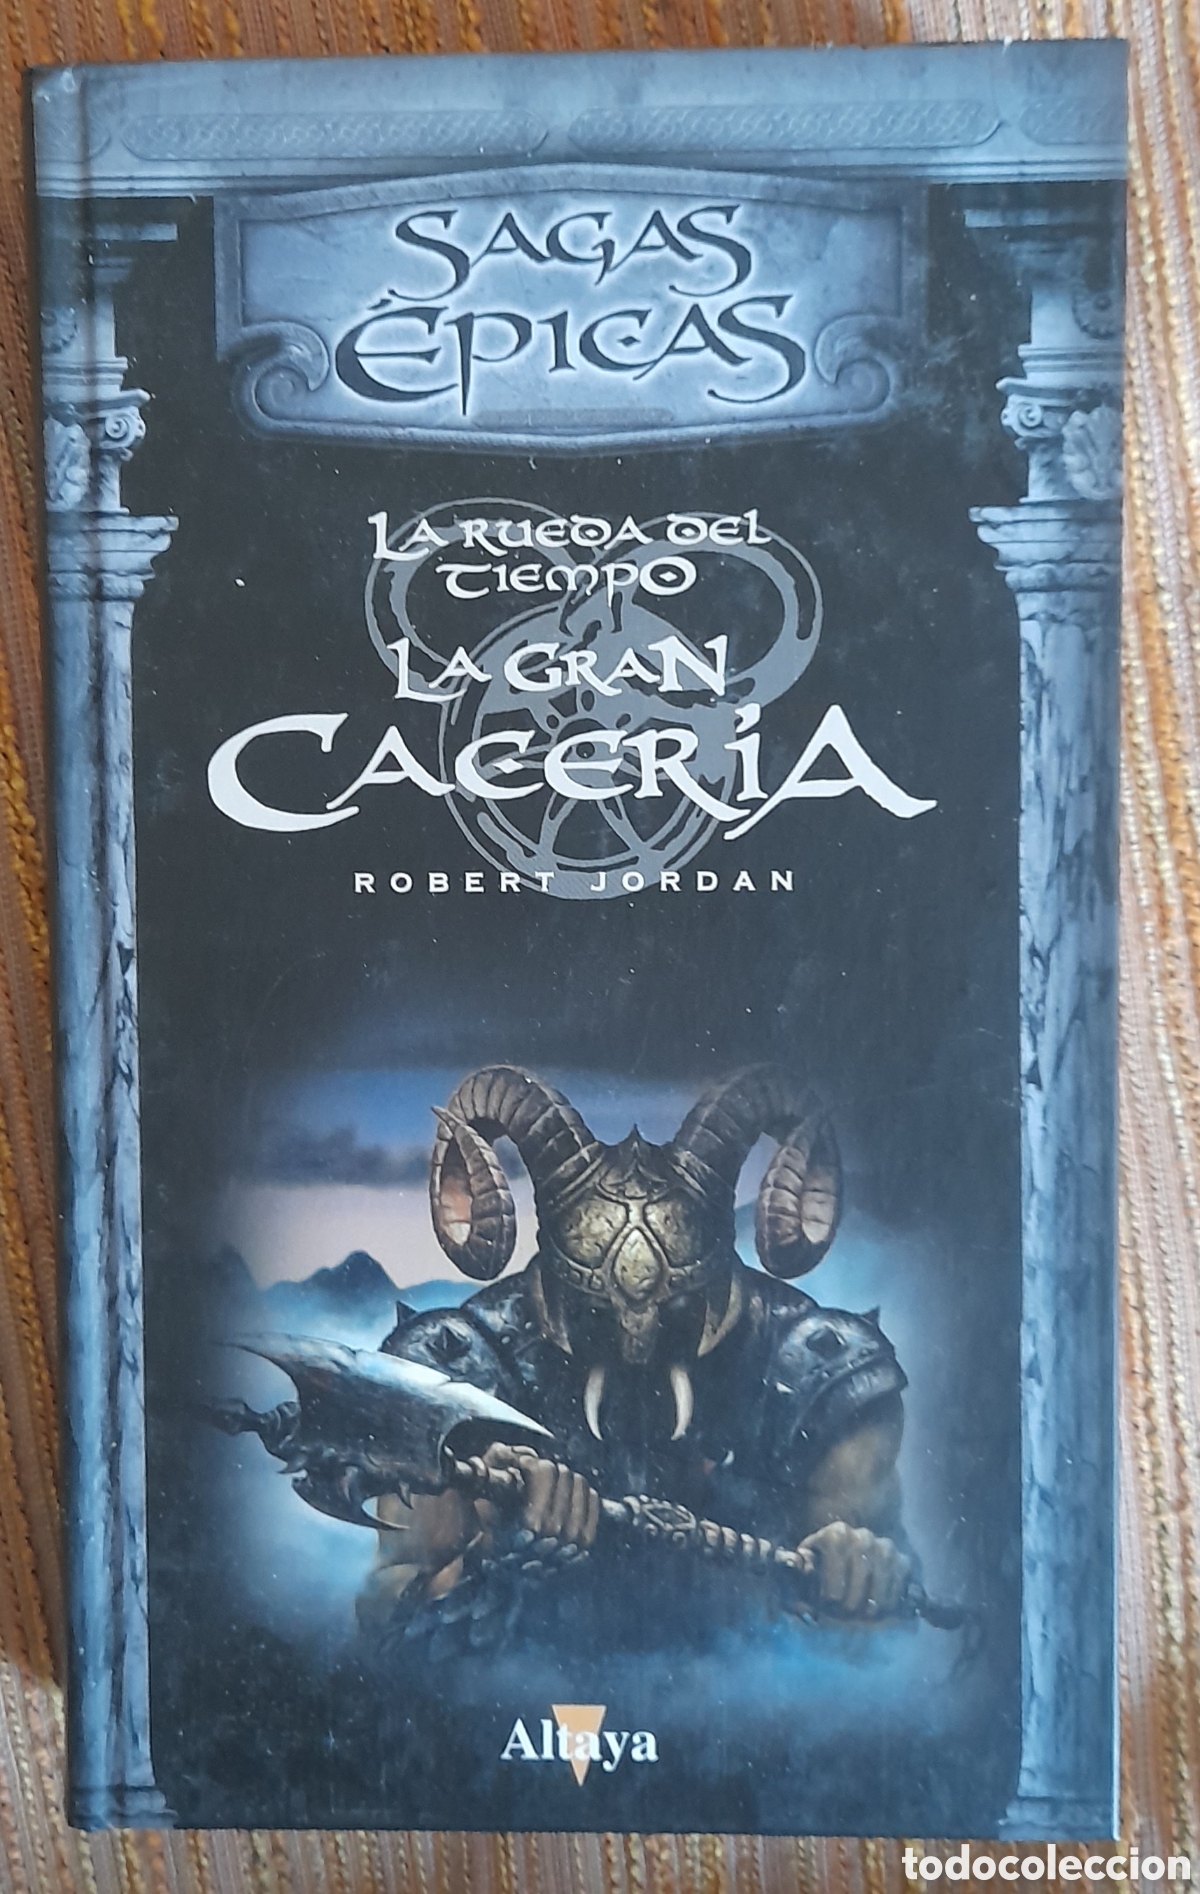 SAGAS
ÉPICAS
LA RUEDA DEL
TIEMPO
LA GRAN
CACERÍA
ROBERT JORDAN
Altaya
todocoleccion